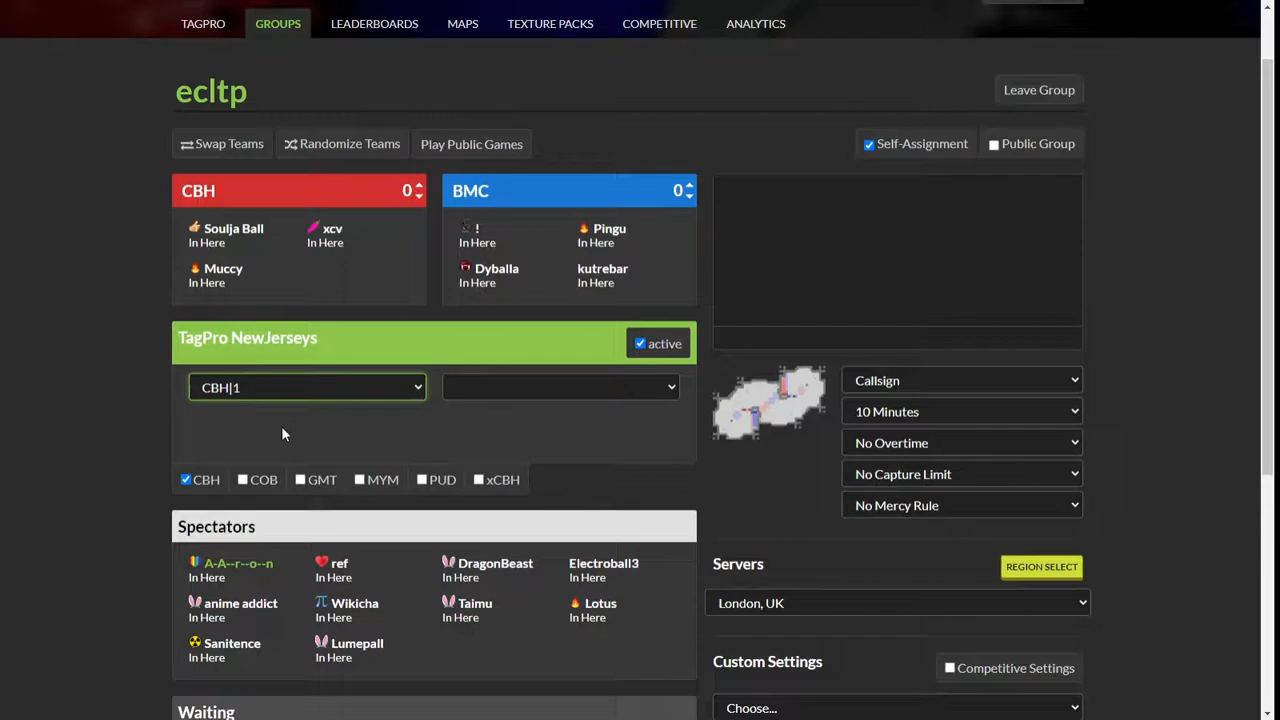 TAGPRO GROUPS LEADERBOARDS MAPS TEXTURE PACKS COMPETITIVE ANALYTICS
ecltp
Leave Group
Swap Teams Randomize Teams Play Public Games Self-Assignment Public Group
CBH 0 BMC 0
Soulja Ball xcv ! Pingu
In Here In Here In Here In Here
Muccy Dyballa kutrebar
In Here In Here In Here
TagPro NewJerseys active
CBH|1
CBH COB GMT MYM PUD xCBH
Callsign
10 Minutes
No Overtime
No Capture Limit
No Mercy Rule
Spectators
A-A--r--o--n ref DragonBeast Electroball3
In Here In Here In Here In Here
anime addict Wikicha Taimu Lotus
In Here In Here In Here In Here
Sanitence Lumepall
In Here In Here
Waiting
Servers REGION SELECT
London, UK
Custom Settings Competitive Settings
Choose...